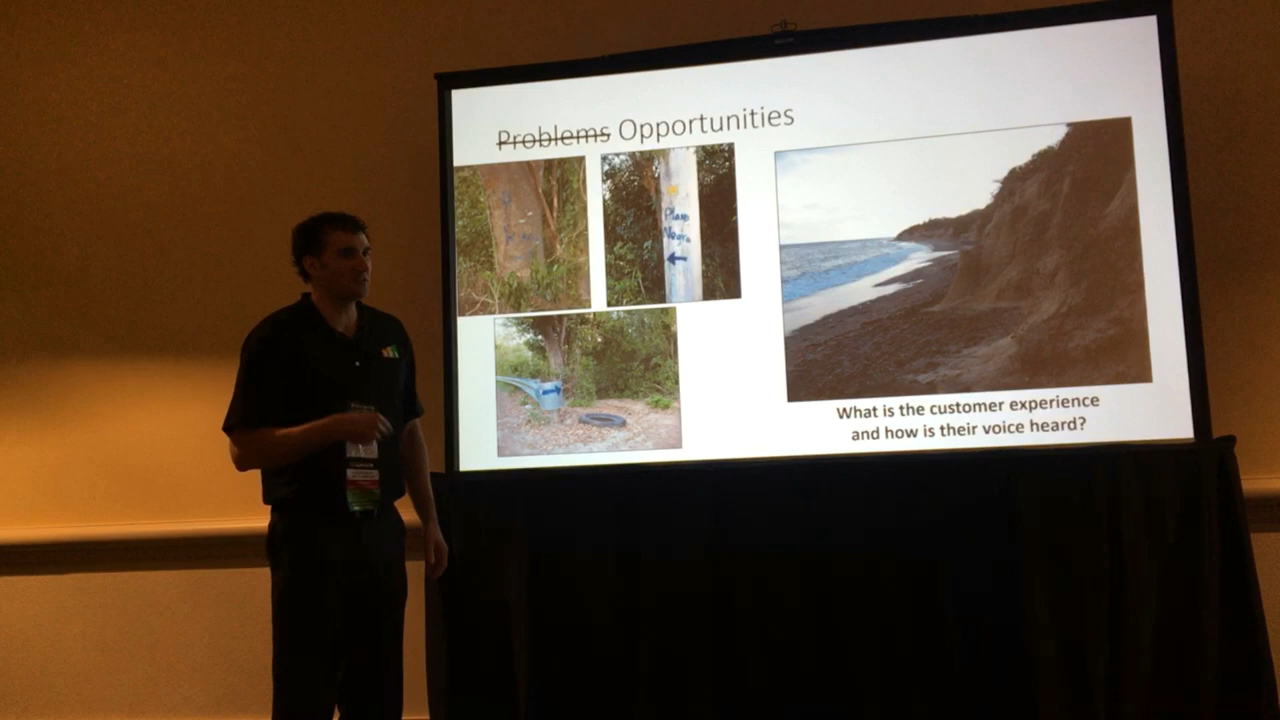 Problems Opportunities
Playa
Negra
What is the customer experience
and how is their voice heard?